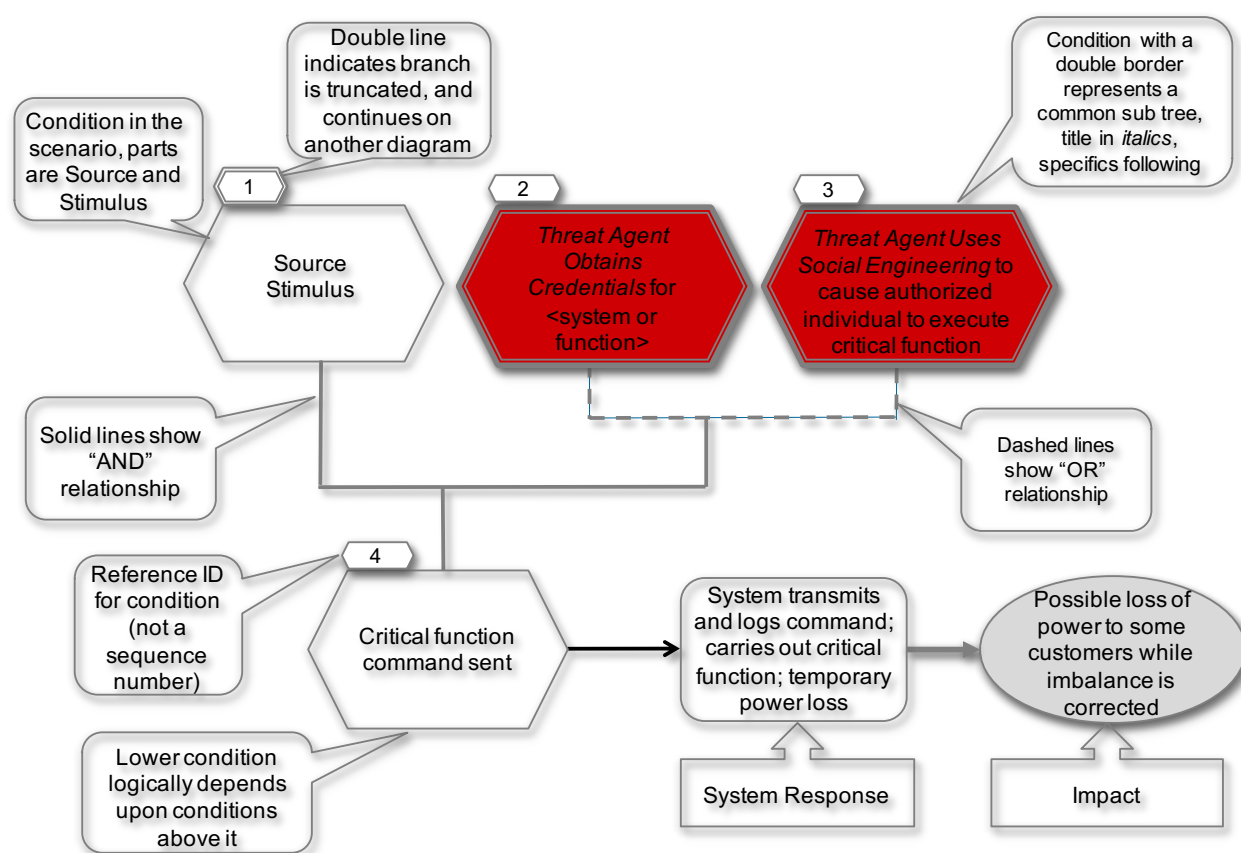 Double line
indicates branch
is truncated, and
continues on
another diagram
Condition with a
double border
represents a
common sub tree,
title in italics,
specifics following
Condition in the
scenario, parts
are Source and
Stimulus
1
2
3
Source
Stimulus
Threat Agent
Obtains
Credentials for
<system or
function>
Threat Agent Uses
Social Engineering to
cause authorized
individual to execute
critical function
Solid lines show
“AND”
relationship
Dashed lines
show “OR”
relationship
4
Reference ID
for condition
(not a
sequence
number)
Critical function
command sent
System transmits
and logs command;
carries out critical
function; temporary
power loss
Possible loss of
power to some
customers while
imbalance is
corrected
Lower condition
logically depends
upon conditions
above it
System Response
Impact